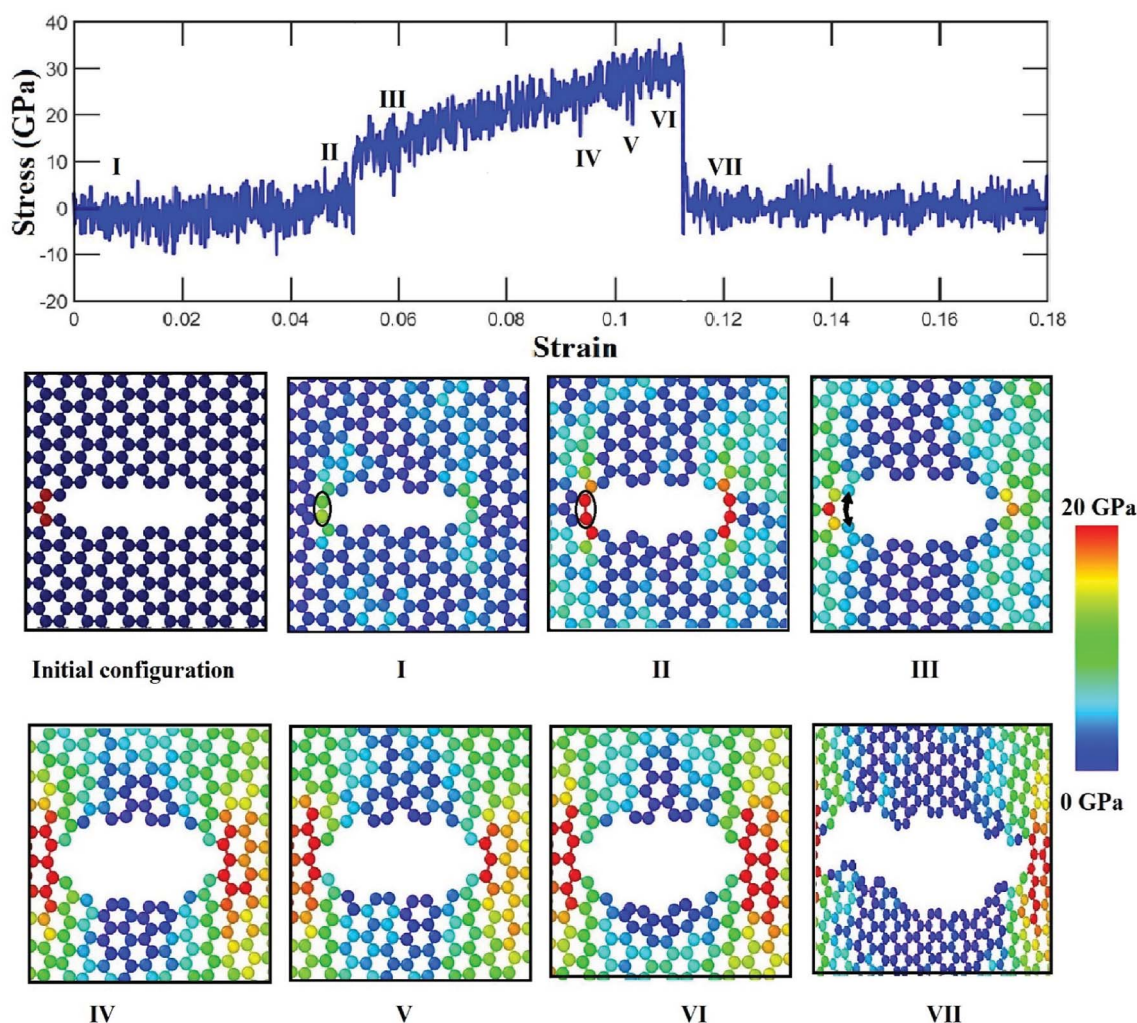 40
30
20
10
0
-10
-20
Stress (GPa)
I
II
III
IV
V
VI
VII
0
0.02
0.04
0.06
0.08
0.1
0.12
0.14
0.16
0.18
Strain
Initial configuration
I
II
III
20 GPa
0 GPa
IV
V
VI
VII